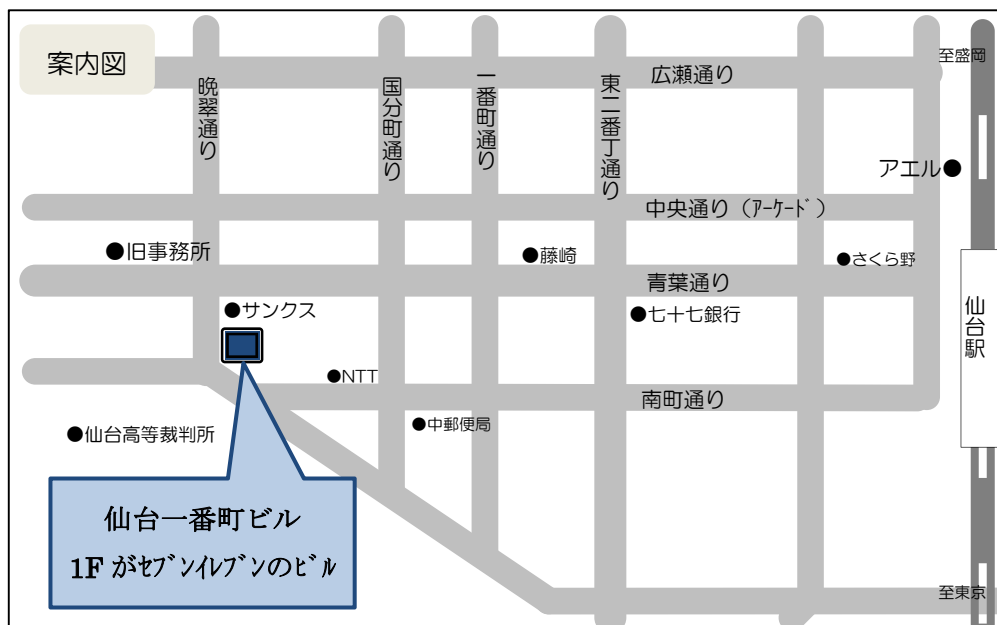 案内図
至盛岡
広瀬通り
晩翠通り
国分町通り
一番町通り
東二番丁通り
アエル●
中央通り（ｱｰｹｰﾄﾞ）
●旧事務所
●藤崎
●さくら野
青葉通り
●サンクス
●七十七銀行
仙台駅
●NTT
南町通り
●中郵便局
●仙台高等裁判所
仙台一番町ビル
1F がｾﾌﾞﾝｲﾚﾌﾞﾝのﾋﾞﾙ
至東京